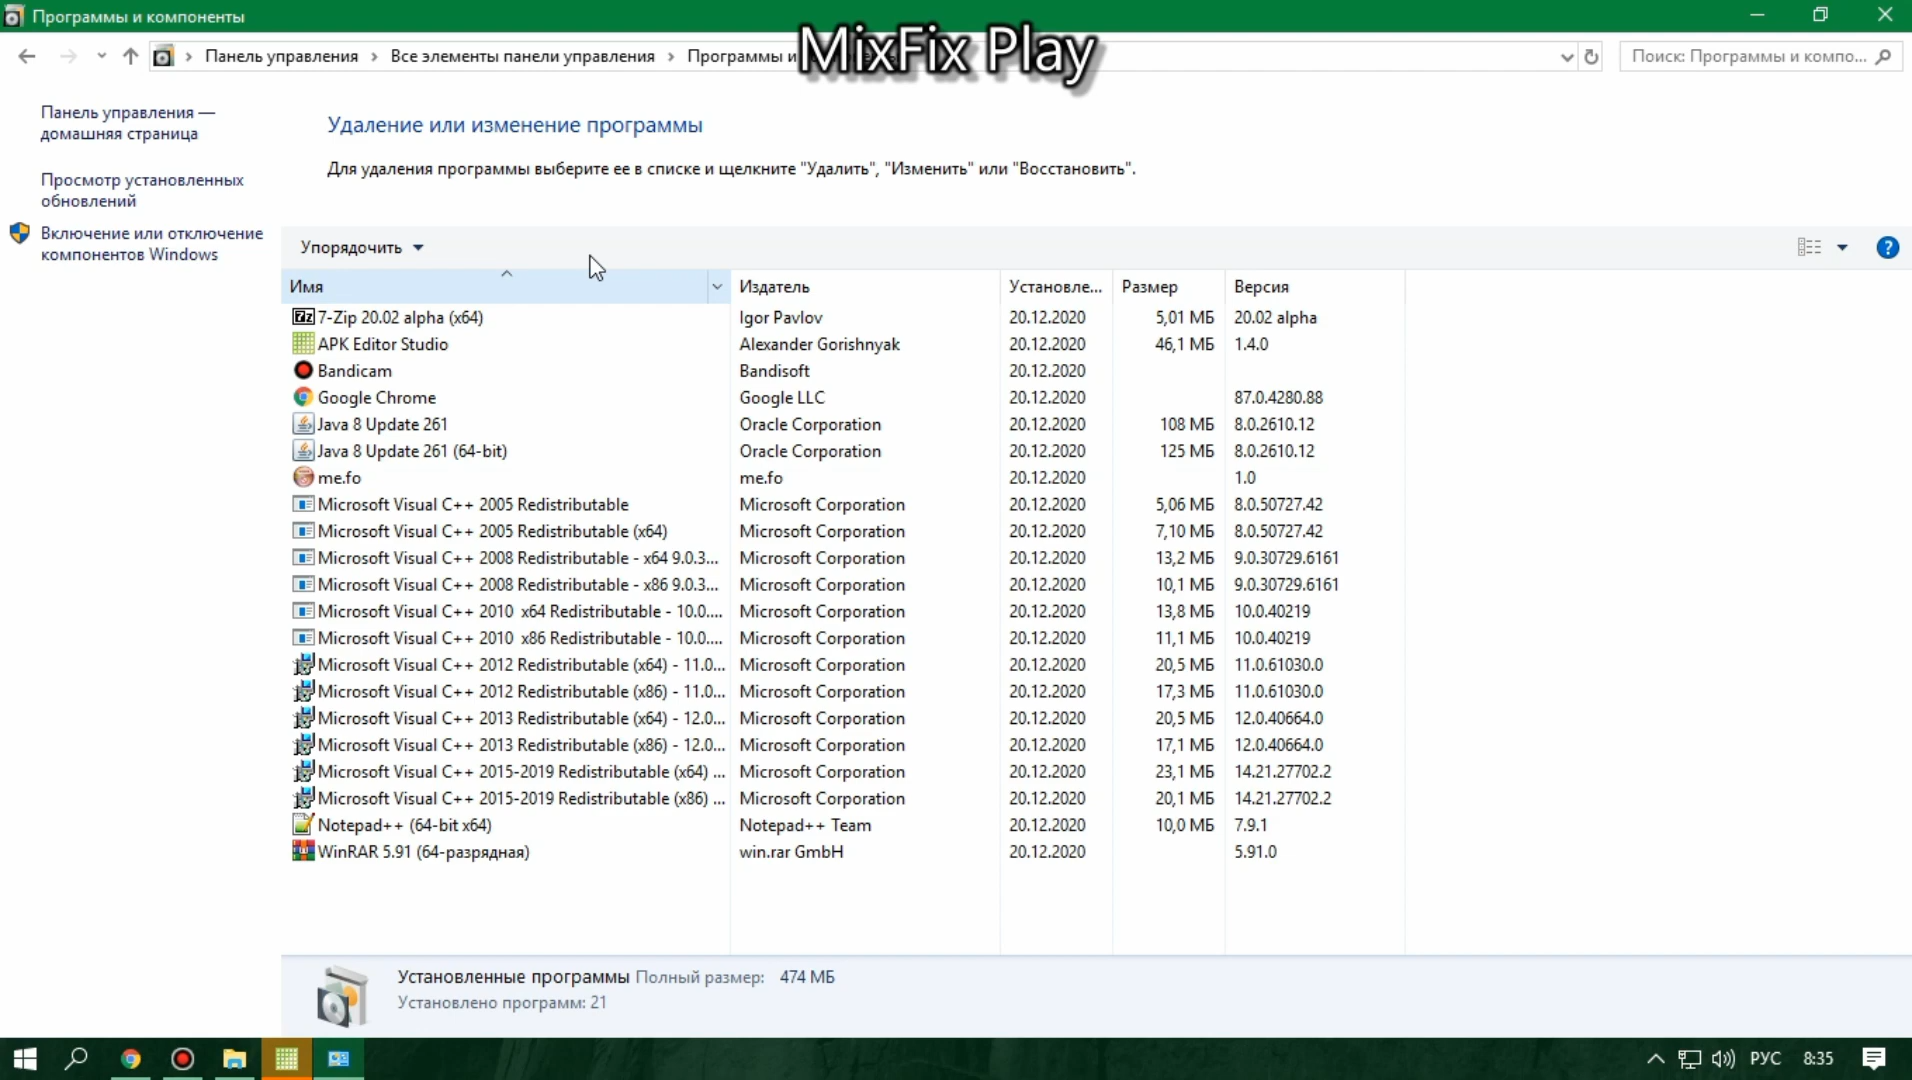 Программы и компоненты
MixFix Play
Панель управления
Все элементы панели управления
Программы и
Поиск: Программы и компо...
Панель управления —
домашняя страница
Просмотр установленных
обновлений
Включение или отключение
компонентов Windows
Удаление или изменение программы
Для удаления программы выберите ее в списке и щелкните "Удалить", "Изменить" или "Восстановить".
Упорядочить
Имя Издатель Установле... Размер Версия
7-Zip 20.02 alpha (x64) Igor Pavlov 20.12.2020 5,01 МБ 20.02 alpha
APK Editor Studio Alexander Gorishnyak 20.12.2020 46,1 МБ 1.4.0
Bandicam Bandisoft 20.12.2020
Google Chrome Google LLC 20.12.2020 87.0.4280.88
Java 8 Update 261 Oracle Corporation 20.12.2020 108 МБ 8.0.2610.12
Java 8 Update 261 (64-bit) Oracle Corporation 20.12.2020 125 МБ 8.0.2610.12
me.fo me.fo 20.12.2020 1.0
Microsoft Visual C++ 2005 Redistributable Microsoft Corporation 20.12.2020 5,06 МБ 8.0.50727.42
Microsoft Visual C++ 2005 Redistributable (x64) Microsoft Corporation 20.12.2020 7,10 МБ 8.0.50727.42
Microsoft Visual C++ 2008 Redistributable - x64 9.0.3... Microsoft Corporation 20.12.2020 13,2 МБ 9.0.30729.6161
Microsoft Visual C++ 2008 Redistributable - x86 9.0.3... Microsoft Corporation 20.12.2020 10,1 МБ 9.0.30729.6161
Microsoft Visual C++ 2010  x64 Redistributable - 10.0.... Microsoft Corporation 20.12.2020 13,8 МБ 10.0.40219
Microsoft Visual C++ 2010  x86 Redistributable - 10.0.... Microsoft Corporation 20.12.2020 11,1 МБ 10.0.40219
Microsoft Visual C++ 2012 Redistributable (x64) - 11.0... Microsoft Corporation 20.12.2020 20,5 МБ 11.0.61030.0
Microsoft Visual C++ 2012 Redistributable (x86) - 11.0... Microsoft Corporation 20.12.2020 17,3 МБ 11.0.61030.0
Microsoft Visual C++ 2013 Redistributable (x64) - 12.0... Microsoft Corporation 20.12.2020 20,5 МБ 12.0.40664.0
Microsoft Visual C++ 2013 Redistributable (x86) - 12.0... Microsoft Corporation 20.12.2020 17,1 МБ 12.0.40664.0
Microsoft Visual C++ 2015-2019 Redistributable (x64) ... Microsoft Corporation 20.12.2020 23,1 МБ 14.21.27702.2
Microsoft Visual C++ 2015-2019 Redistributable (x86) ... Microsoft Corporation 20.12.2020 20,1 МБ 14.21.27702.2
Notepad++ (64-bit x64) Notepad++ Team 20.12.2020 10,0 МБ 7.9.1
WinRAR 5.91 (64-разрядная) win.rar GmbH 20.12.2020 5.91.0
Установленные программы Полный размер: 474 МБ
Установлено программ: 21
РУС 8:35